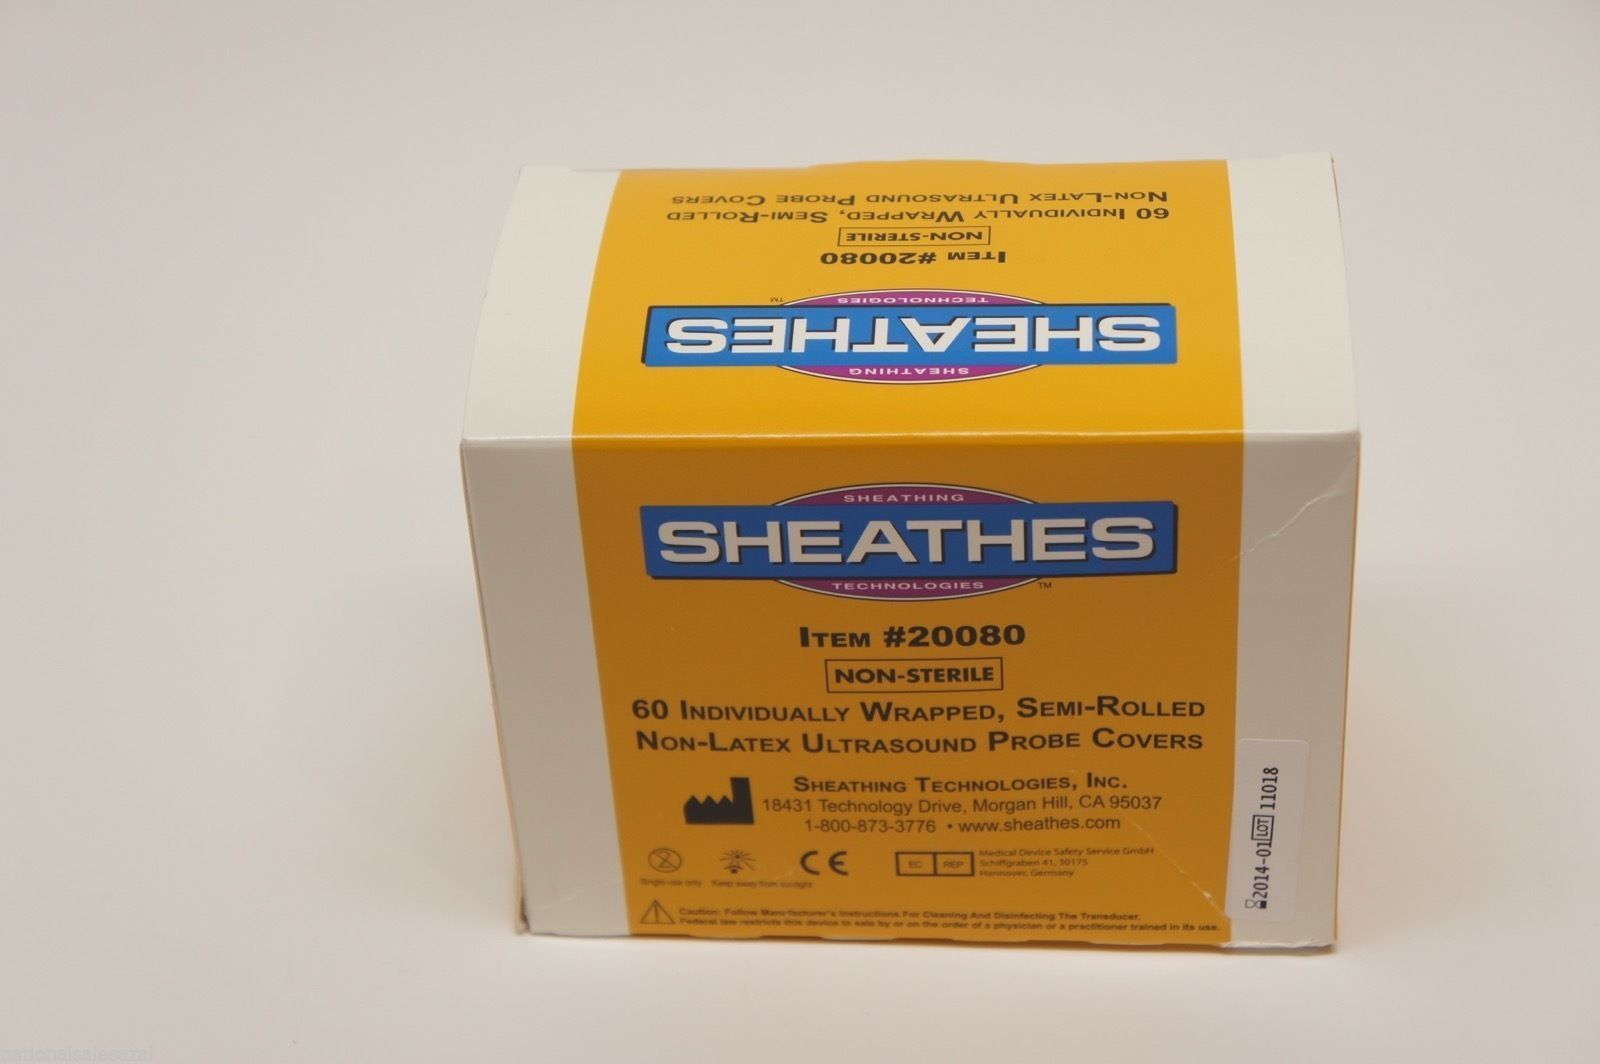 Non-Latex Ultrasound Probe Covers
60 Individually Wrapped, Semi-Rolled
NON-STERILE
Item #20080
TECHNOLOGIES
TM
SHEATHES
SHEATHING
SHEATHING
SHEATHES
TECHNOLOGIES
TM
Item #20080
NON-STERILE
60 Individually Wrapped, Semi-Rolled
Non-Latex Ultrasound Probe Covers
Sheathing Technologies, Inc.
18431 Technology Drive, Morgan Hill, CA 95037
1-800-873-3776 • www.sheathes.com
2
Single-use only
Keep away from sunlight
CE
EC REP
Medical Device Safety Service GmbH
Schiffgraben 41, 30175
Hannover, Germany
Caution: Follow Manufacturer's Instructions For Cleaning And Disinfecting The Transducer.
Federal law restricts this device to sale by or on the order of a physician or a practitioner trained in its use.
2014-01 LOT 11018
nationalsalesazal